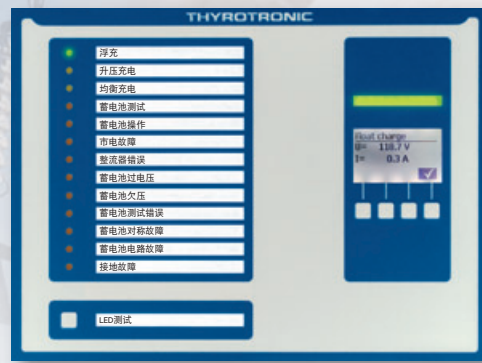 THYROTRONIC
浮充
升压充电
均衡充电
蓄电池测试
蓄电池操作
市电故障
整流器错误
蓄电池过电压
蓄电池欠压
蓄电池测试错误
蓄电池对称故障
蓄电池电路故障
接地故障
LED测试
Float charge
U= 118.7 V
I= 0.3 A